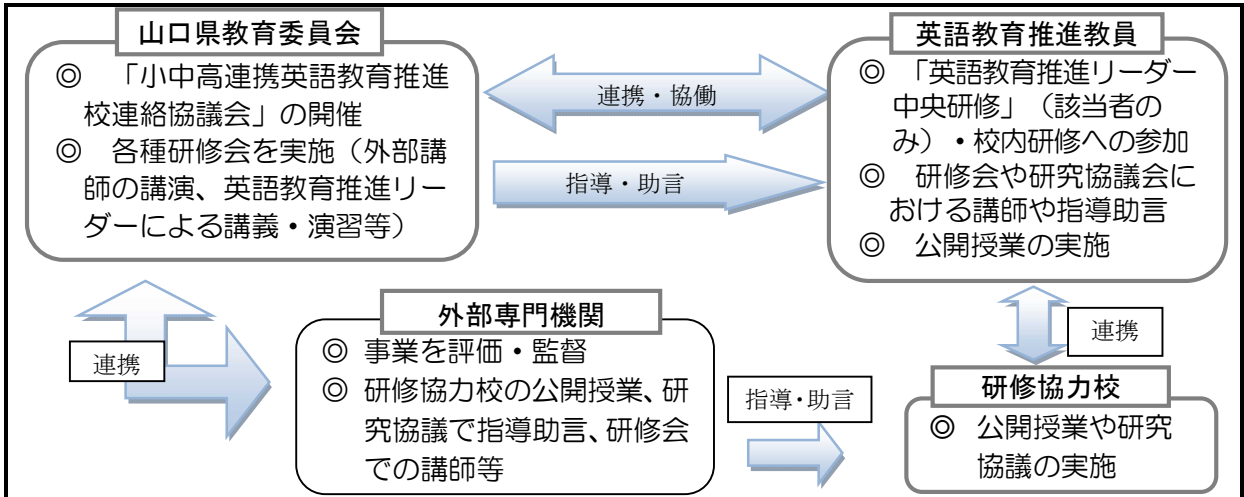 山口県教育委員会
◎ 「小中高連携英語教育推進
校連絡協議会」の開催
◎ 各種研修会を実施（外部講
師の講演、英語教育推進リー
ダーによる講義・演習等）
連携・協働
指導・助言
英語教育推進教員
◎ 「英語教育推進リーダー
中央研修」（該当者の
み）・校内研修への参加
◎ 研修会や研究協議会に
おける講師や指導助言
◎ 公開授業の実施
連携
外部専門機関
◎ 事業を評価・監督
◎ 研修協力校の公開授業、研
究協議で指導助言、研修会
での講師等
指導・助言
連携
研修協力校
◎ 公開授業や研究
協議の実施